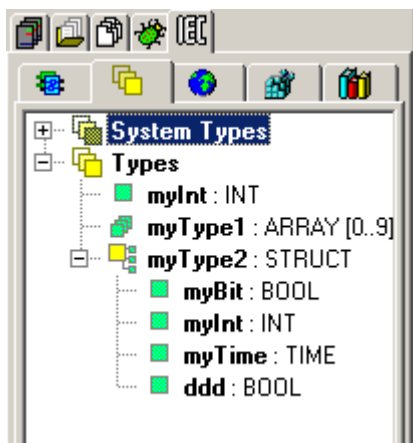 IEC
System Types
Types
myInt : INT
myType1 : ARRAY [0..9]
myType2 : STRUCT
myBit : BOOL
myInt : INT
myTime : TIME
ddd : BOOL